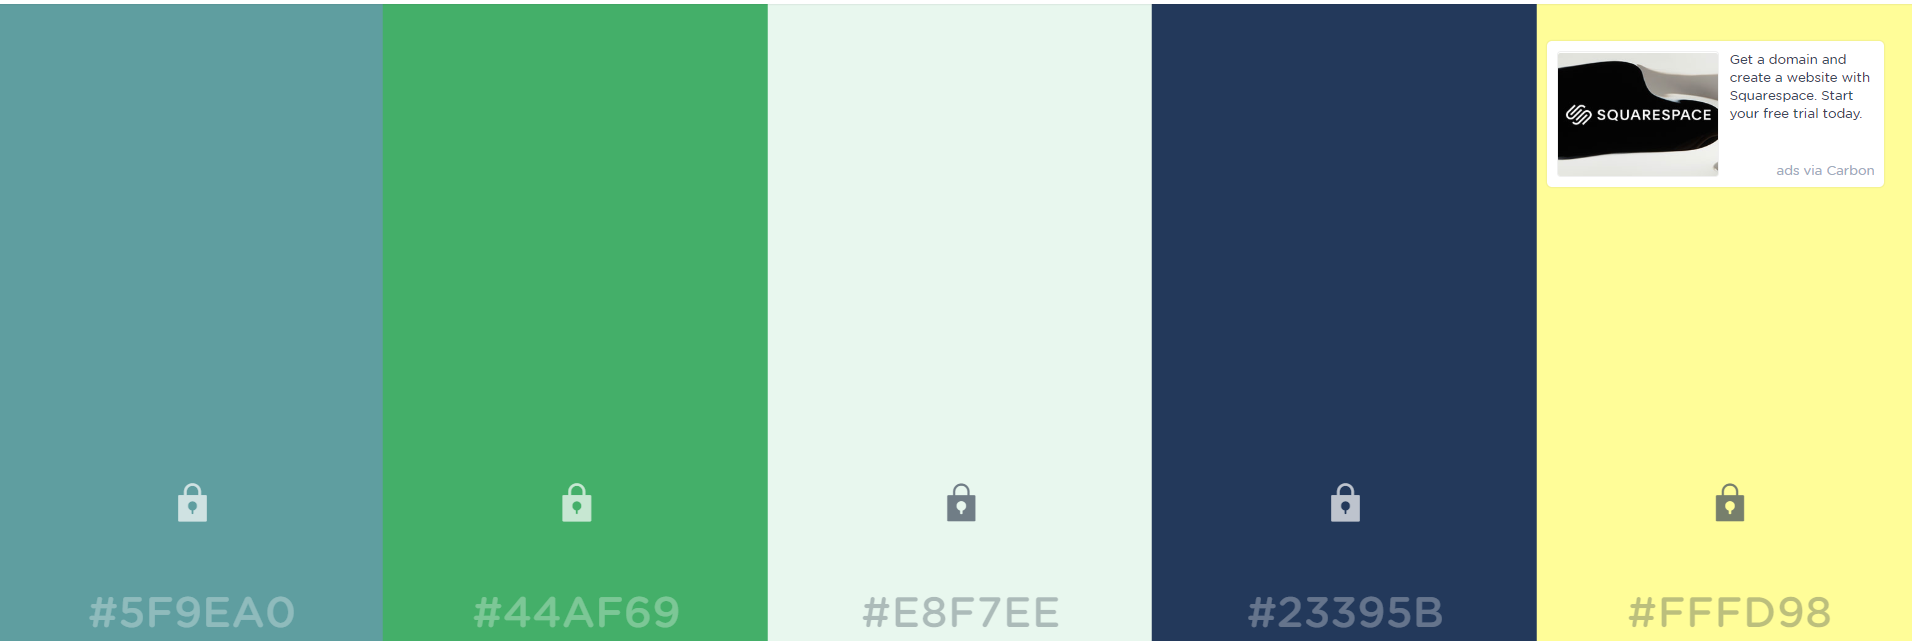 SQUARESPACE
Get a domain and
create a website with
Squarespace. Start
your free trial today.
ads via Carbon
#5F9EA0
#44AF69
#E8F7EE
#23395B
#FFFD98